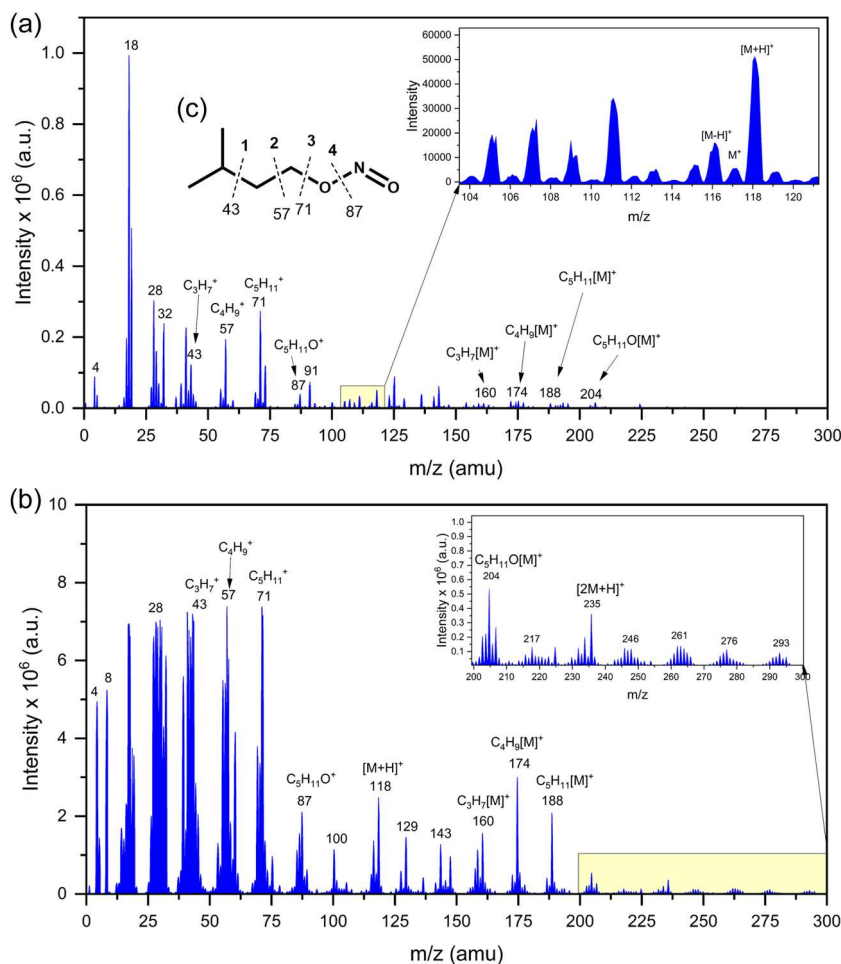 (a)
Intensity x 10⁶ (a.u.)
1.0
0.8
0.6
0.4
0.2
0.0
18
4
28
32
C₃H₇⁺
43
C₄H₉⁺
57
C₅H₁₁⁺
71
C₅H₁₁O⁺
87
91
C₃H₇[M]⁺
160
C₄H₉[M]⁺
174
C₅H₁₁[M]⁺
188
C₅H₁₁O[M]⁺
204
0 25 50 75 100 125 150 175 200 225 250 275 300
m/z (amu)
(c)
1 2 3 4
O N O
43 57 71 87
Intensity
60000
50000
40000
30000
20000
10000
0
[M+H]⁺
[M-H]⁺
M⁺
104 106 108 110 112 114 116 118 120
m/z
(b)
Intensity x 10⁶ (a.u.)
10
8
6
4
2
0
4
8
28
C₃H₇⁺
43
C₄H₉⁺
57
C₅H₁₁⁺
71
C₅H₁₁O⁺
87
100
[M+H]⁺
118
129
143
C₃H₇[M]⁺
160
C₄H₉[M]⁺
174
C₅H₁₁[M]⁺
188
0 25 50 75 100 125 150 175 200 225 250 275 300
m/z (amu)
Intensity x 10⁶ (a.u.)
1.0
0.9
0.8
0.7
0.6
0.5
0.4
0.3
0.2
0.1
C₅H₁₁O[M]⁺
204
217
[2M+H]⁺
235
246
261
276
293
200 210 220 230 240 250 260 270 280 290 300
m/z